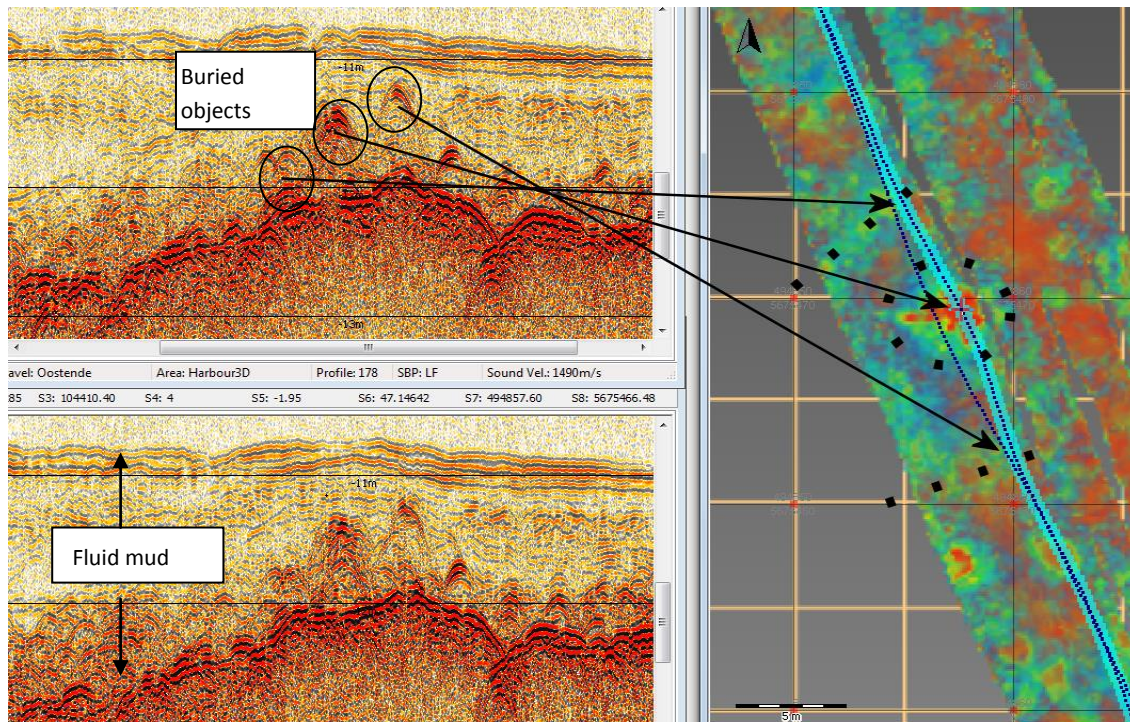 Buried
objects
-11m
-13m
avel: Oostende Area: Harbour3D Profile: 178 SBP: LF Sound Vel.: 1490m/s
85 S3: 104410.40 S4: 4 S5: -1.95 S6: 47.14642 S7: 494857.60 S8: 5675466.48
-11m
Fluid mud
5 m